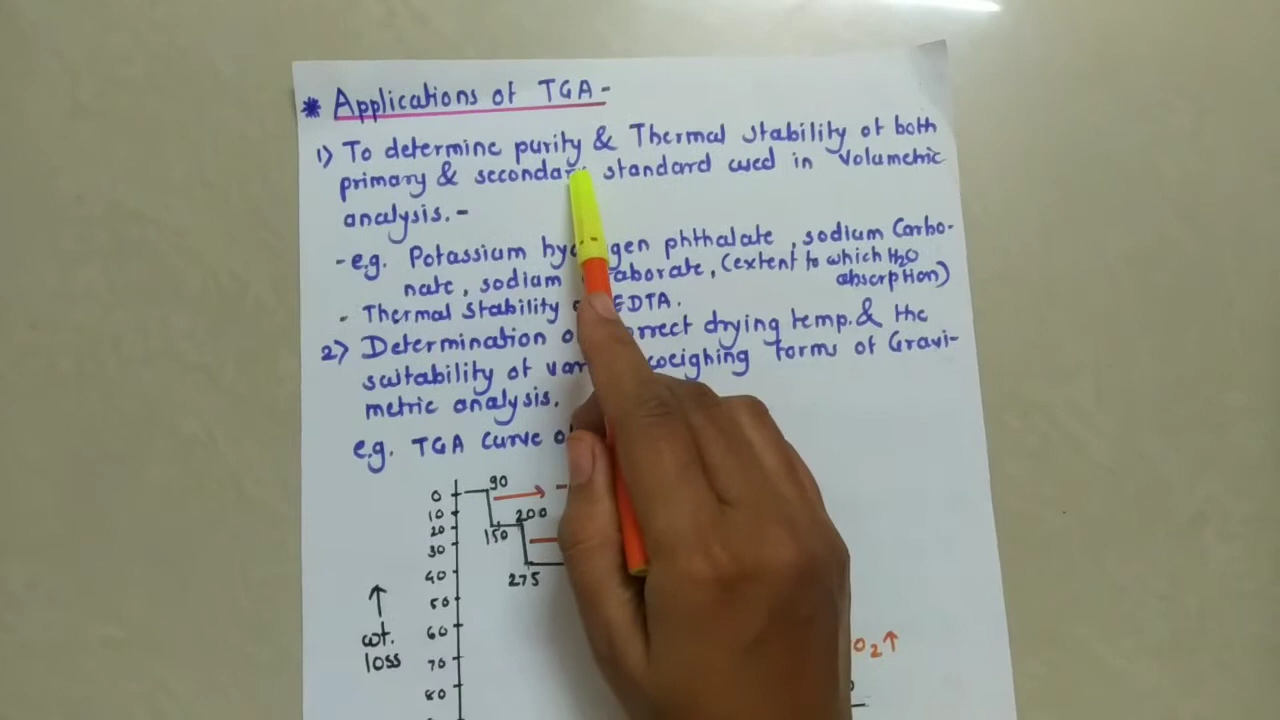 * Applications of TGA -
1) To determine purity & Thermal stability of both
primary & secondary standard used in Volumetric
analysis. -
- e.g. Potassium hy gen phthalate, sodium Carbo-
nate, sodium aborate, (extent to which H2O
absorption)
- Thermal stability EDTA.
2) Determination of rrect drying temp. & the
suitability of var weighing forms of Gravi-
metric analysis.
e.g. TGA Curve of
90
0
10
200
20
150
30
40
275
50
60
wt.
loss
O2↑
70
80